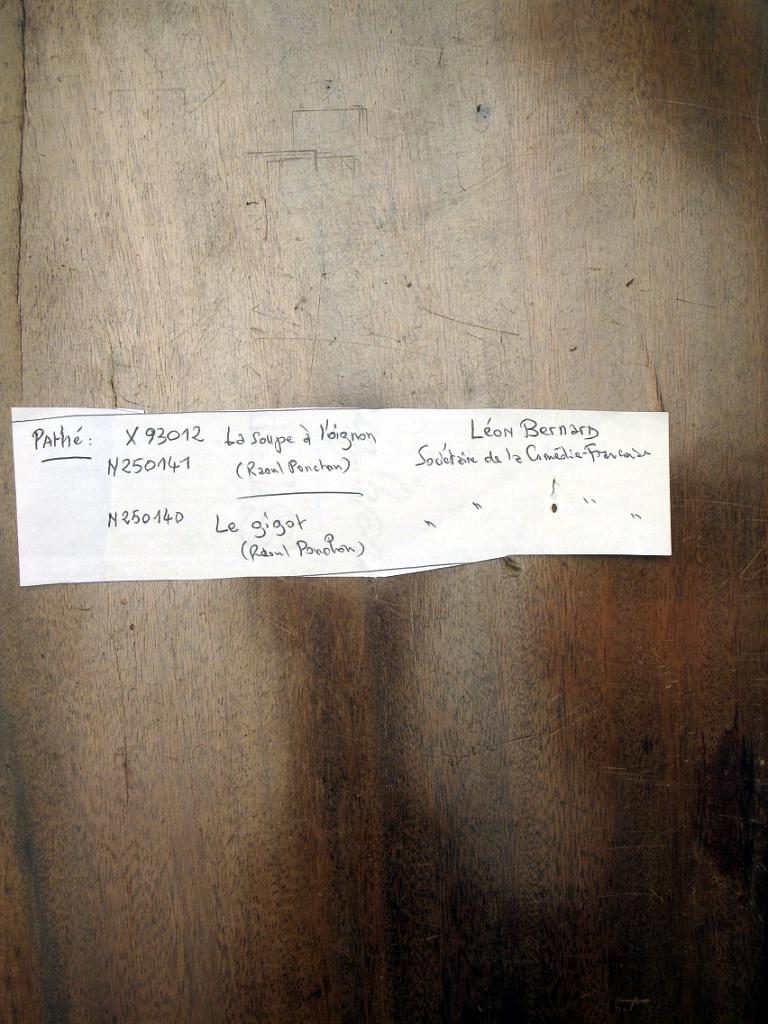 Pathé: X 93012 La soupe à l'oignon Léon Bernard
N250141 (Raoul Ponchon) Sociétaire de la Comédie-Française
N250140 Le gigot " " ! " "
(Raoul Ponchon)